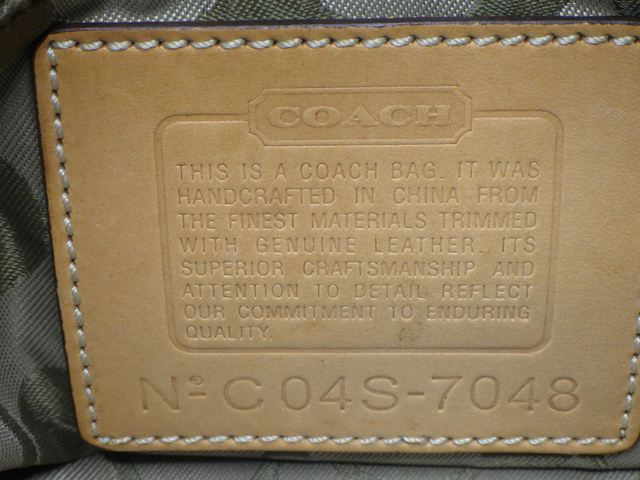 COACH
THIS IS A COACH BAG. IT WAS
HANDCRAFTED IN CHINA FROM
THE FINEST MATERIALS TRIMMED
WITH GENUINE LEATHER. ITS
SUPERIOR CRAFTSMANSHIP AND
ATTENTION TO DETAIL REFLECT
OUR COMMITMENT TO ENDURING
QUALITY.
Nº C04S-7048